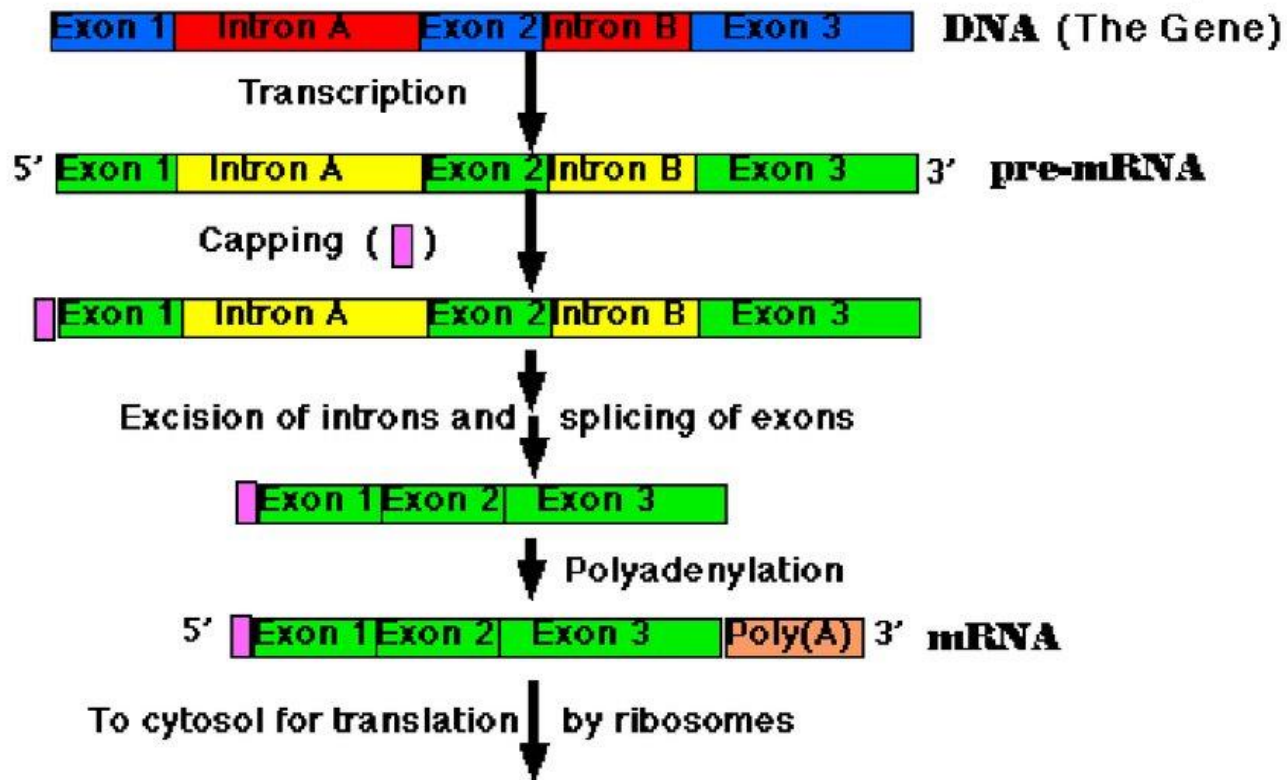 Exon 1 Intron A Exon 2 Intron B Exon 3 DNA (The Gene)
Transcription
5' Exon 1 Intron A Exon 2 Intron B Exon 3 3' pre-mRNA
Capping ( )
Exon 1 Intron A Exon 2 Intron B Exon 3
Excision of introns and splicing of exons
Exon 1 Exon 2 Exon 3
Polyadenylation
5' Exon 1 Exon 2 Exon 3 Poly(A) 3' mRNA
To cytosol for translation by ribosomes